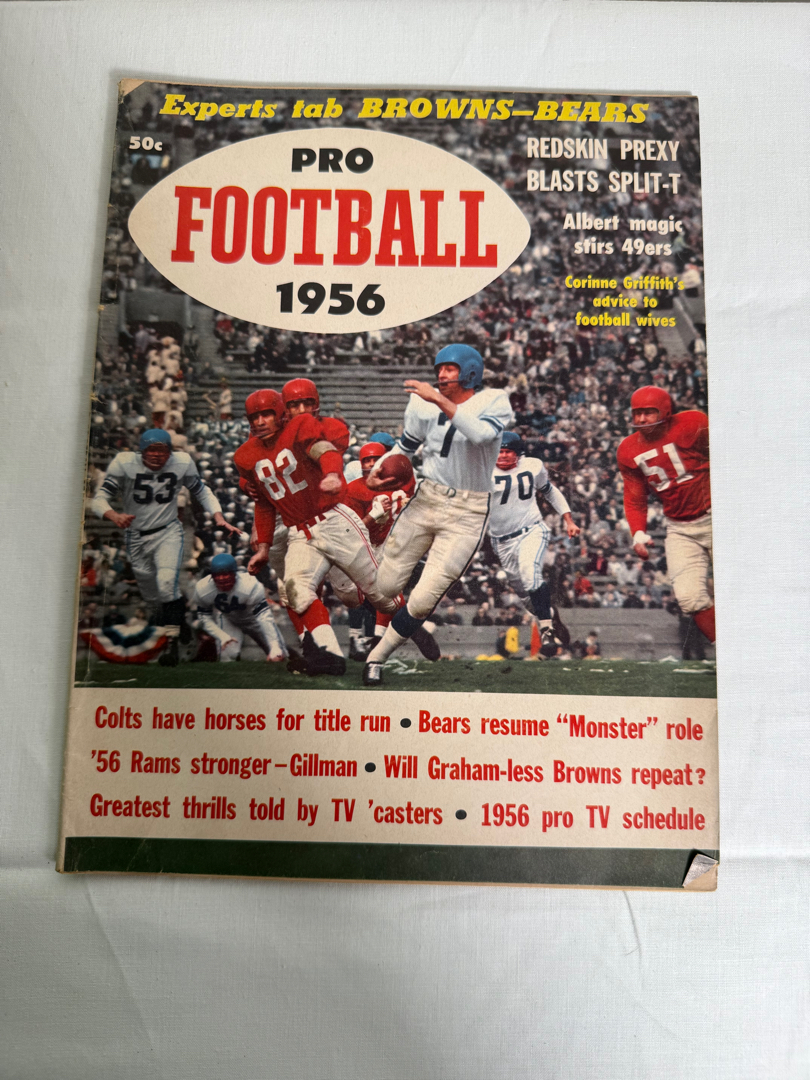 Experts tab BROWNS—BEARS
50c
PRO
FOOTBALL
1956
REDSKIN PREXY
BLASTS SPLIT-T
Albert magic
stirs 49ers
Corinne Griffith's
advice to
football wives
7
82
53
70
51
64
Colts have horses for title run • Bears resume "Monster" role
'56 Rams stronger—Gillman • Will Graham-less Browns repeat?
Greatest thrills told by TV 'casters • 1956 pro TV schedule